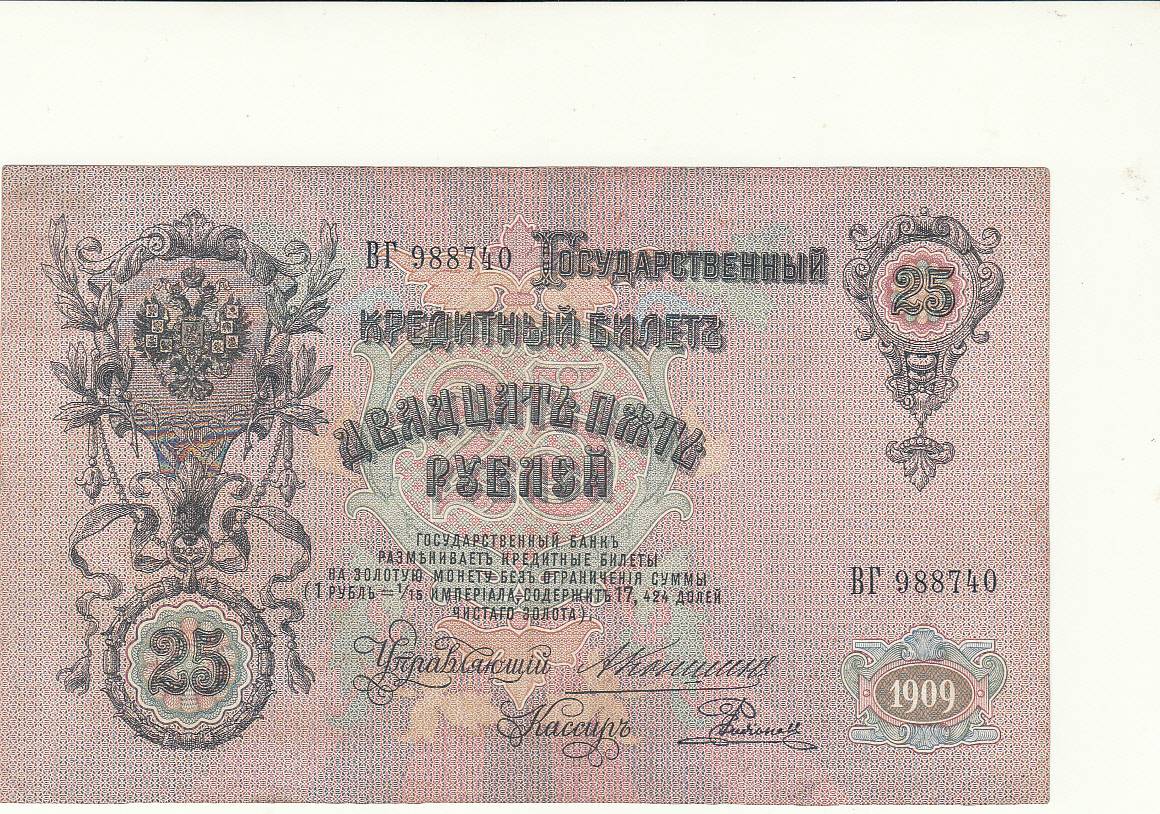 ВГ 988740 Государственный
25
кредитный билетъ
25
двадцать пять
рублей
Государственный Банкъ
размѣниваетъ кредитные билеты
на золотую монету безъ ограниченія суммы
(1 рубль = 1/15 имперіала, содержитъ 17, 424 долей
чистаго золота).
ВГ 988740
25
Управляющій
1909
Кассиръ